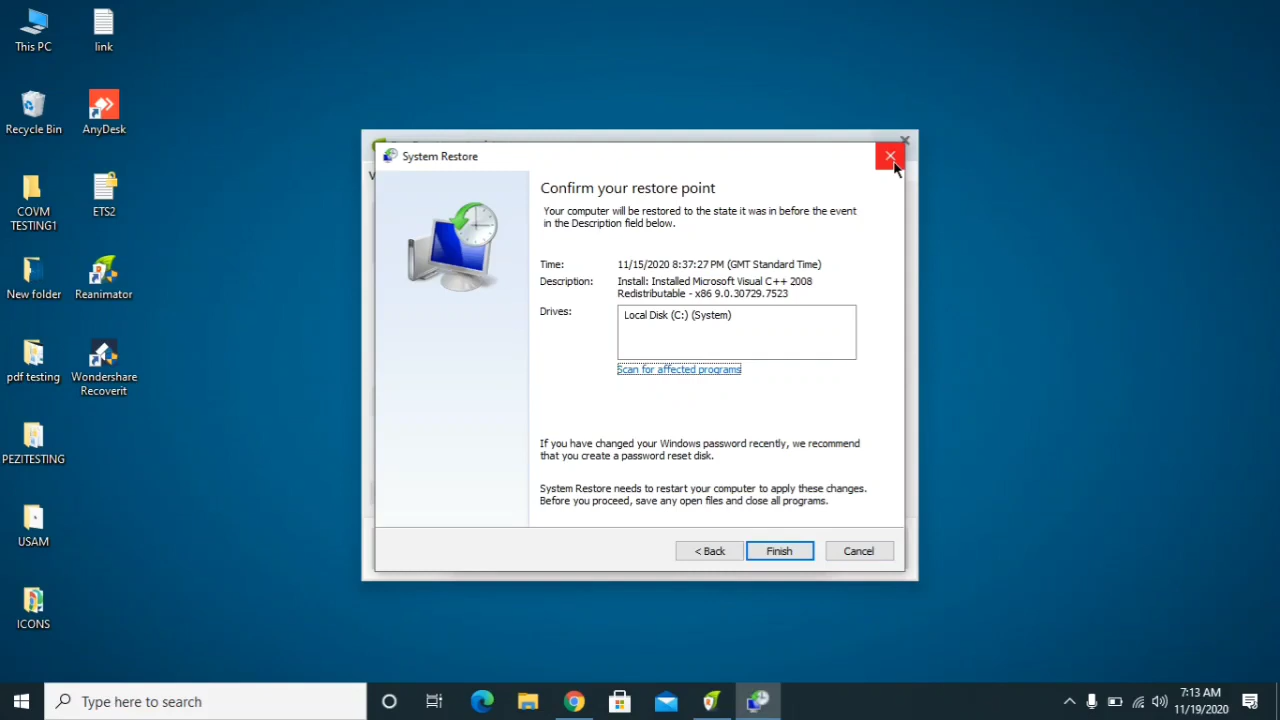 This PC
link
Recycle Bin
AnyDesk
COVM
TESTING1
ETS2
New folder
Reanimator
pdf testing
Wondershare
Recoverit
PEZITESTING
USAM
ICONS
System Restore
Confirm your restore point
Your computer will be restored to the state it was in before the event
in the Description field below.
Time: 11/15/2020 8:37:27 PM (GMT Standard Time)
Description: Install: Installed Microsoft Visual C++ 2008
Redistributable - x86 9.0.30729.7523
Drives: Local Disk (C:) (System)
Scan for affected programs
If you have changed your Windows password recently, we recommend
that you create a password reset disk.
System Restore needs to restart your computer to apply these changes.
Before you proceed, save any open files and close all programs.
< Back Finish Cancel
Type here to search
7:13 AM
11/19/2020